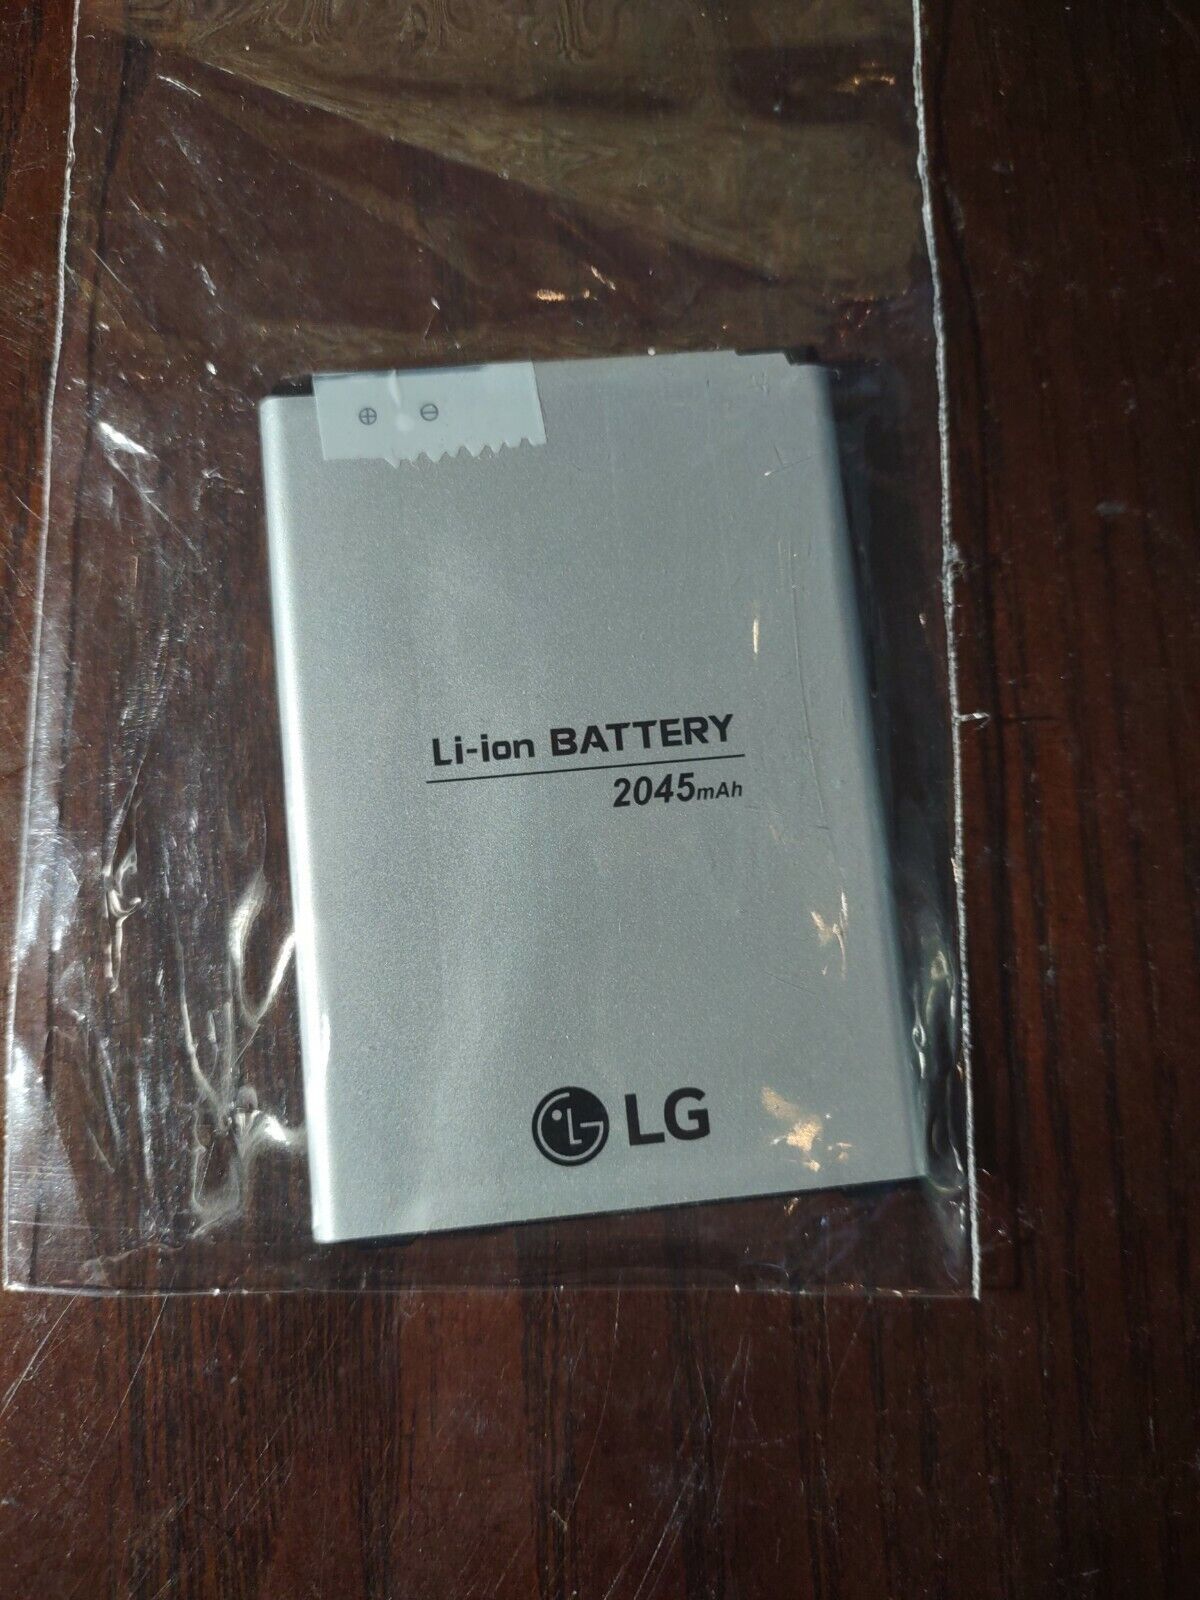 ⊕ ⊖
Li-ion BATTERY
2045mAh
LG